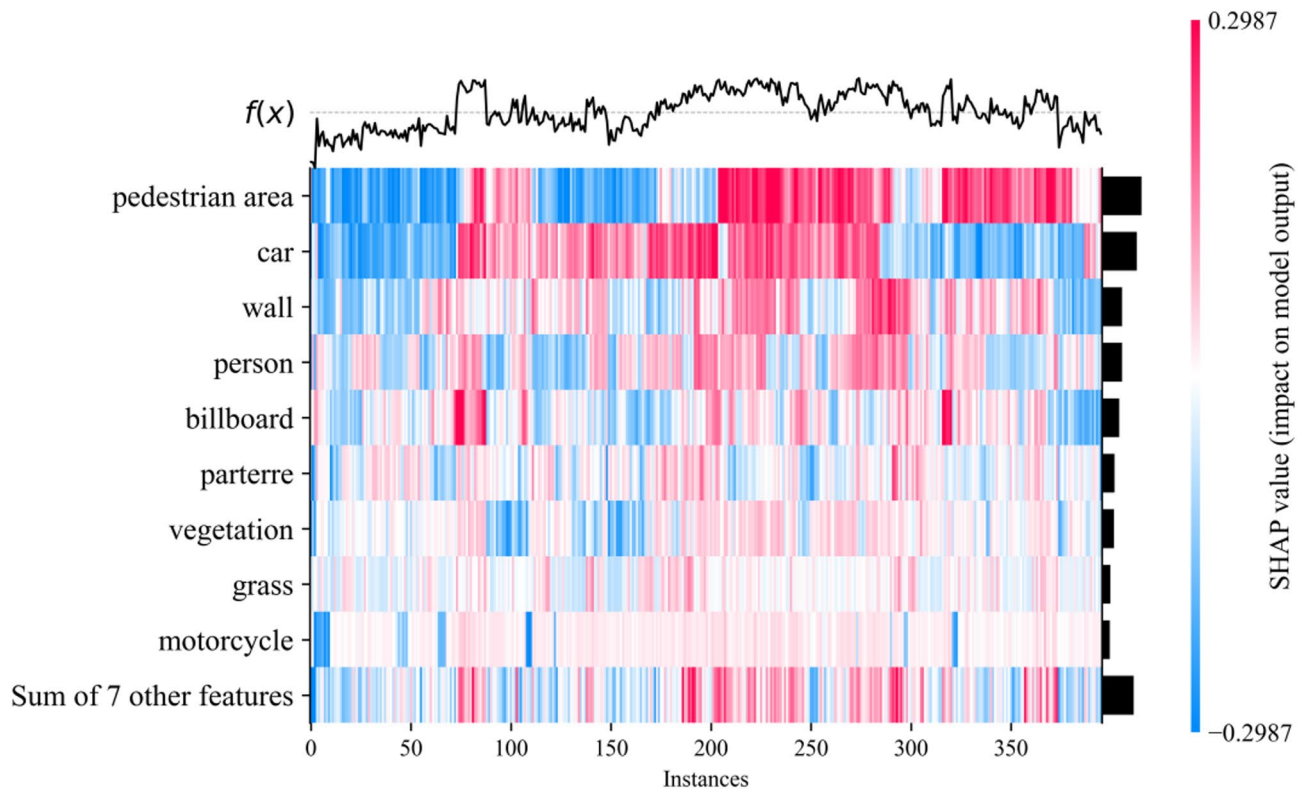 0.2987
f(x)
pedestrian area
car
wall
person
billboard
parterre
vegetation
grass
motorcycle
Sum of 7 other features
0 50 100 150 200 250 300 350
Instances
SHAP value (impact on model output)
−0.2987